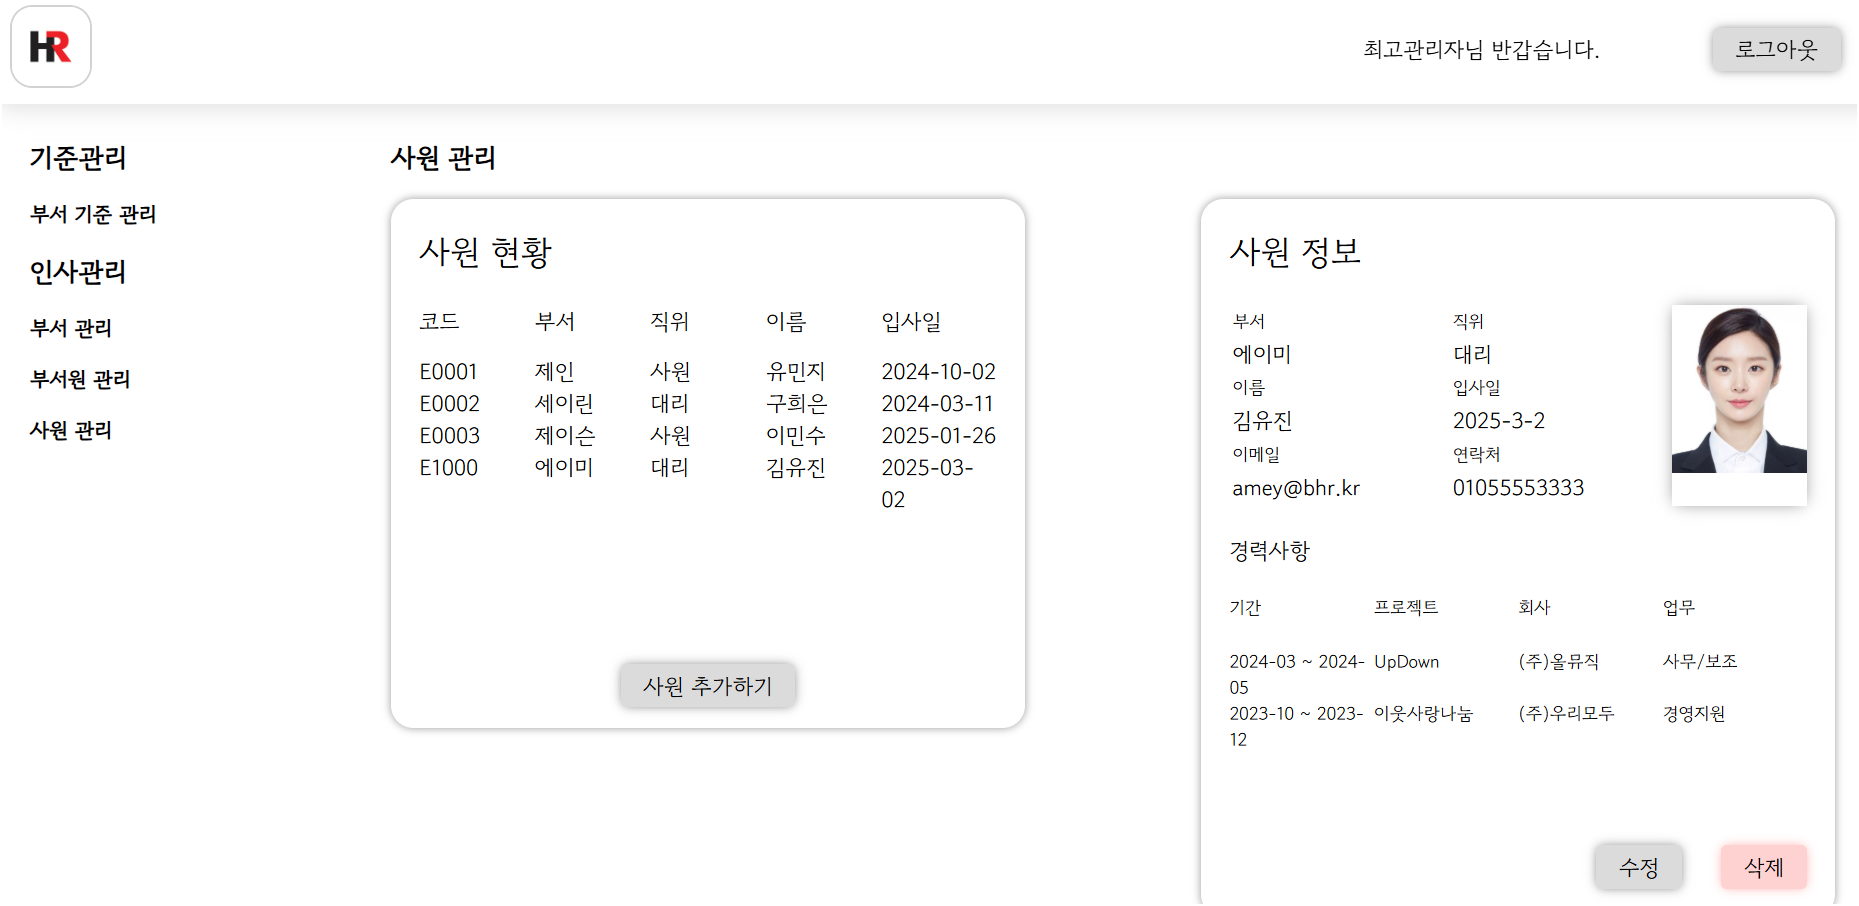 HR
최고관리자님 반갑습니다.
로그아웃
기준관리
부서 기준 관리
인사관리
부서 관리
부서원 관리
사원 관리
사원 관리
사원 현황
코드 부서 직위 이름 입사일
E0001 제인 사원 유민지 2024-10-02
E0002 세이린 대리 구희은 2024-03-11
E0003 제이슨 사원 이민수 2025-01-26
E1000 에이미 대리 김유진 2025-03-
02
사원 추가하기
사원 정보
부서 직위
에이미 대리
이름 입사일
김유진 2025-3-2
이메일 연락처
amey@bhr.kr 01055553333
경력사항
기간 프로젝트 회사 업무
2024-03 ~ 2024- UpDown (주)올뮤직 사무/보조
05
2023-10 ~ 2023- 이웃사랑나눔 (주)우리모두 경영지원
12
수정 삭제